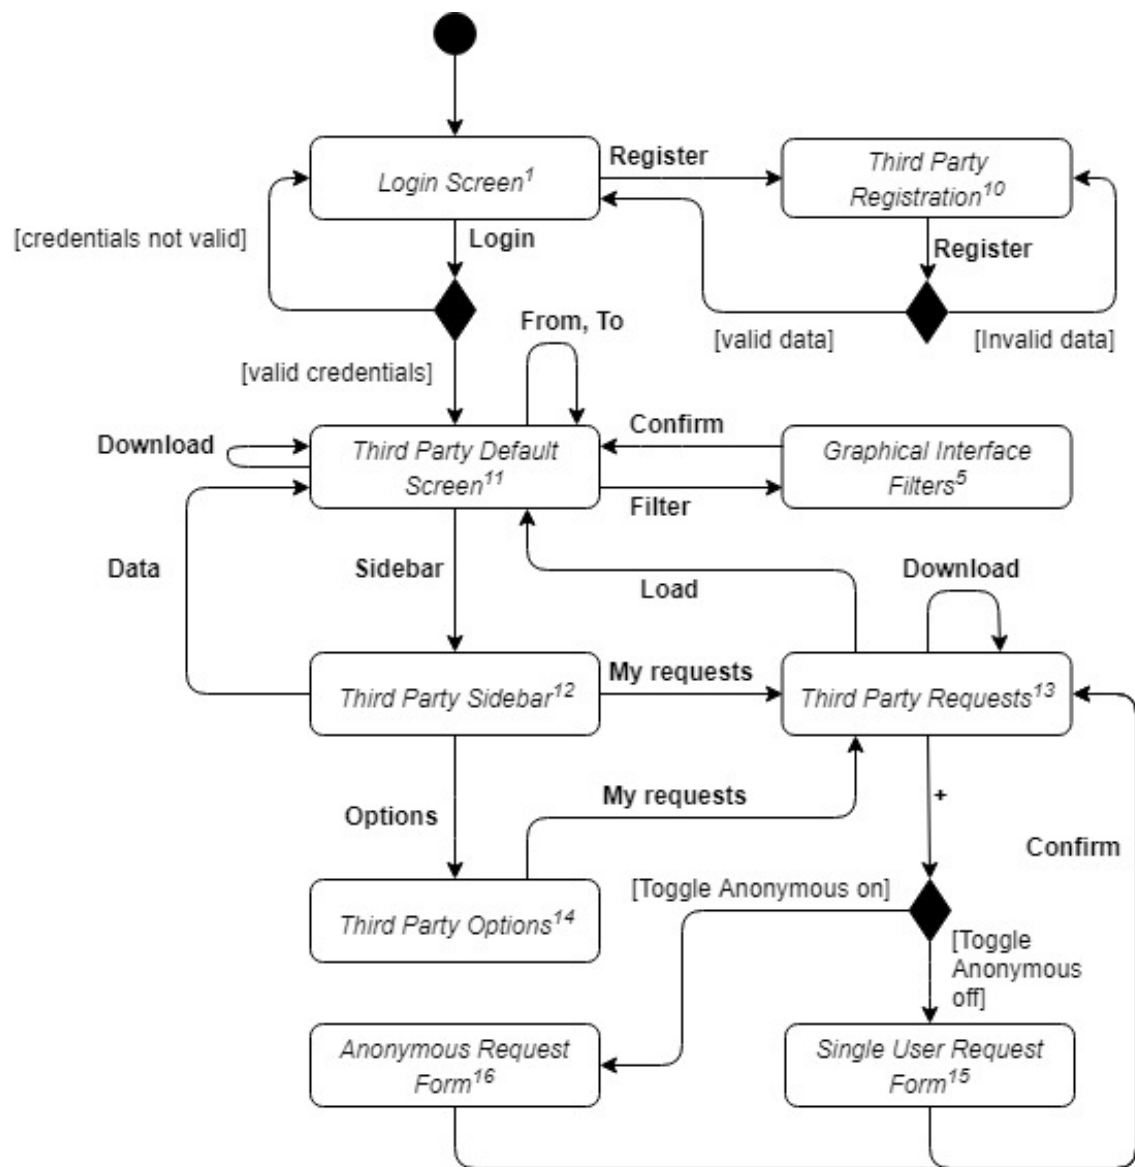 Login Screen1
Register
Third Party
Registration10
[credentials not valid]
Login
Register
From, To
[valid data]
[Invalid data]
[valid credentials]
Download
Third Party Default
Screen11
Confirm
Filter
Graphical Interface
Filters5
Data
Sidebar
Load
Download
Third Party Sidebar12
My requests
Third Party Requests13
Options
My requests
+
Confirm
Third Party Options14
[Toggle Anonymous on]
[Toggle
Anonymous
off]
Anonymous Request
Form16
Single User Request
Form15